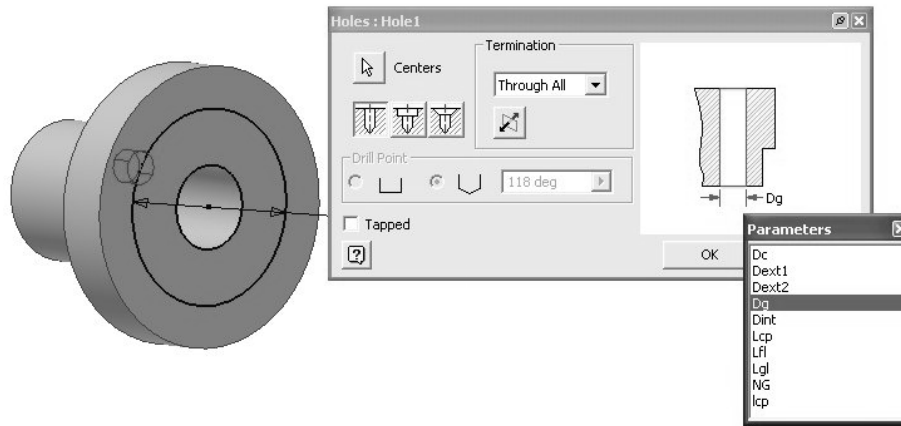 Holes : Hole1
Centers
Termination
Through All
Drill Point
118 deg
Tapped
Dg
OK
Parameters
Dc
Dext1
Dext2
Dg
Dint
Lcp
Lfl
Lgl
NG
lcp